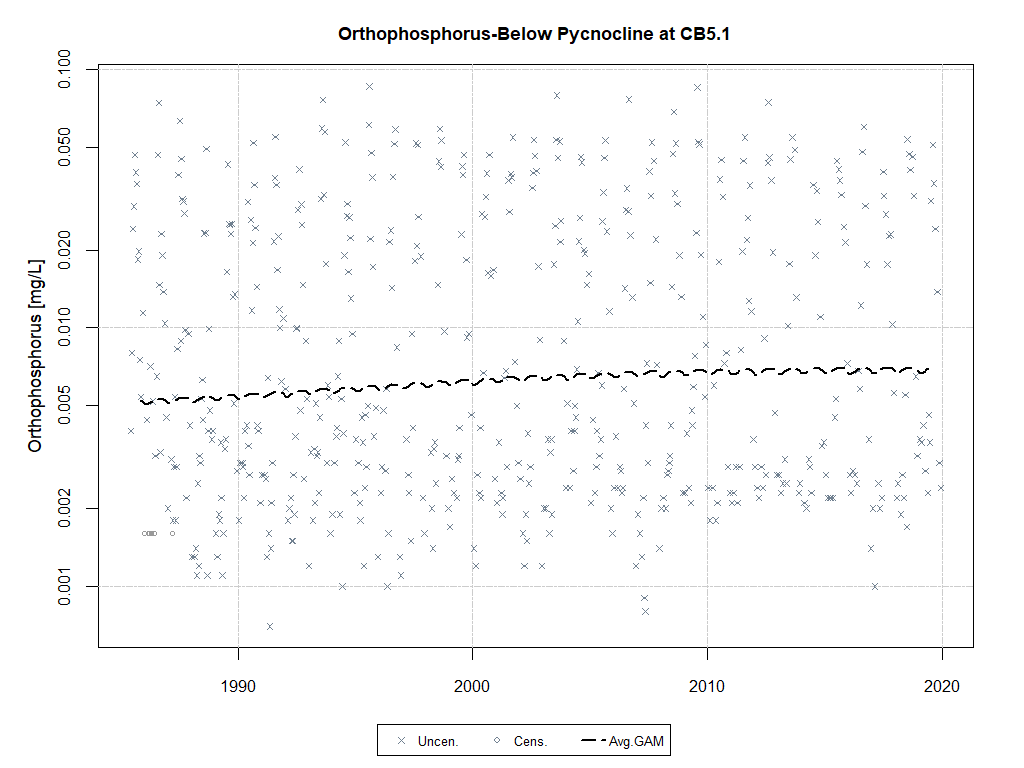 Orthophosphorus-Below Pycnocline at CB5.1
Orthophosphorus [mg/L]
0.100
0.050
0.020
0.010
0.005
0.002
0.001
1990
2000
2010
2020
Uncen.
Cens.
Avg.GAM